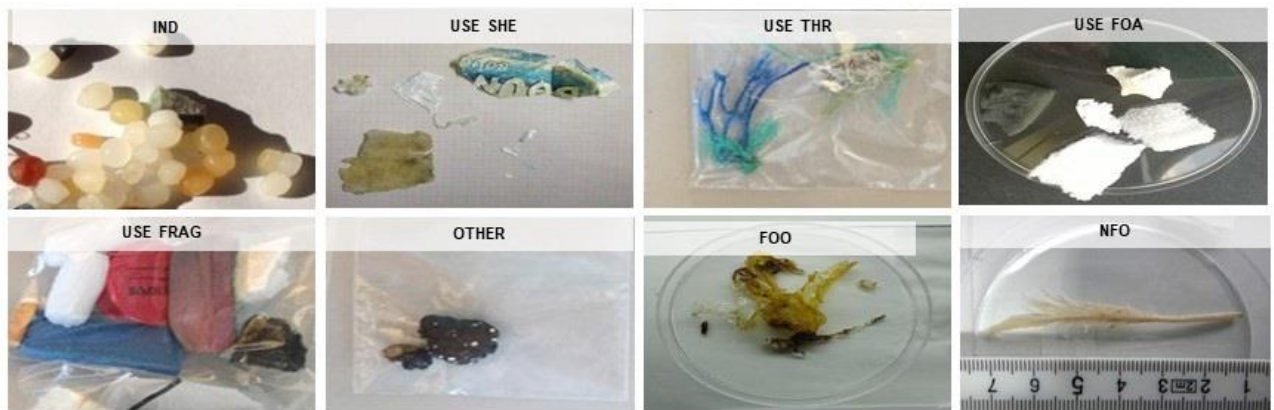 IND
USE SHE
USE THR
USE FOA
USE FRAG
OTHER
FOO
NFO
7 6 5 4 3 2 1